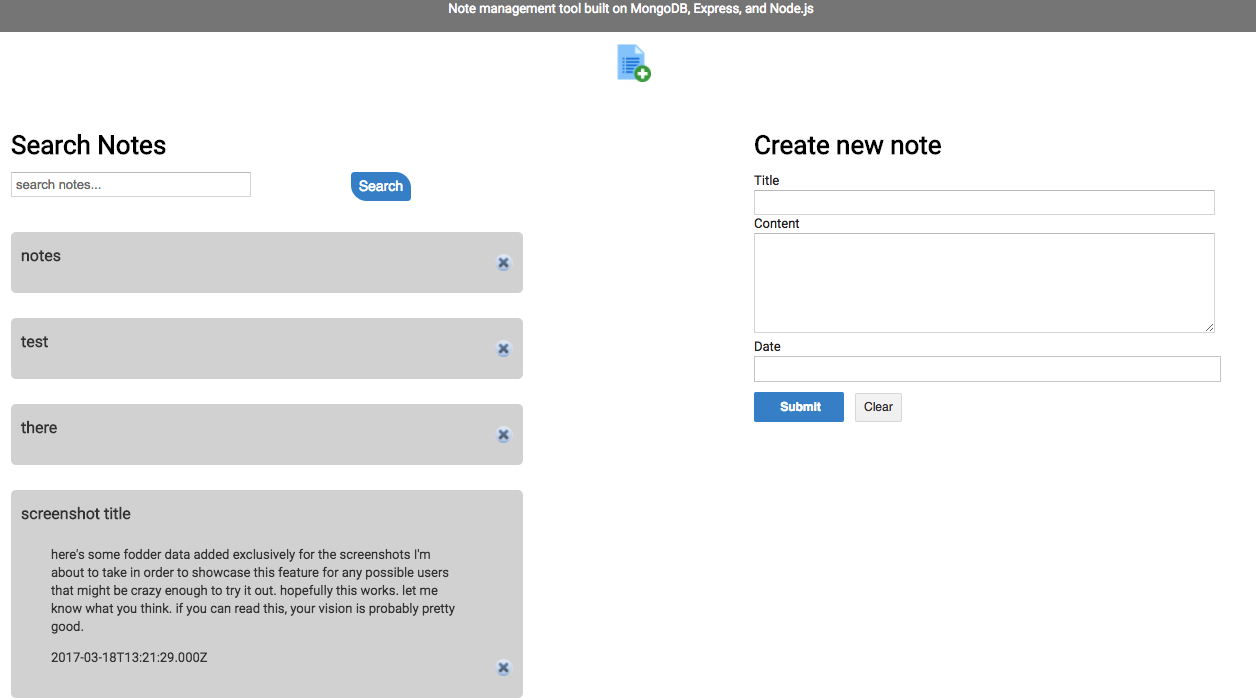 Note management tool built on MongoDB, Express, and Node.js
Search Notes
search notes...
Search
notes
test
there
screenshot title
here's some fodder data added exclusively for the screenshots I'm
about to take in order to showcase this feature for any possible users
that might be crazy enough to try it out. hopefully this works. let me
know what you think. if you can read this, your vision is probably pretty
good.
2017-03-18T13:21:29.000Z
Create new note
Title
Content
Date
Submit
Clear